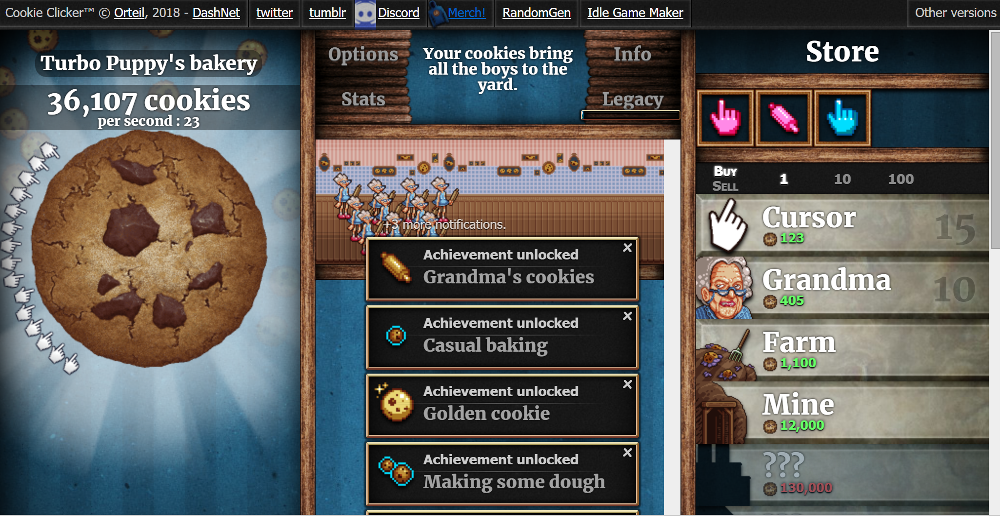 Cookie Clicker™ © Orteil, 2018 - DashNet
twitter
tumblr
Discord
Merch!
RandomGen
Idle Game Maker
Other versions
Turbo Puppy's bakery
36,107 cookies
per second : 23
Options
Stats
Your cookies bring
all the boys to the
yard.
Info
Legacy
+3 more notifications.
Achievement unlocked
Grandma's cookies
Achievement unlocked
Casual baking
Achievement unlocked
Golden cookie
Achievement unlocked
Making some dough
Store
Buy
Sell
1
10
100
Cursor
123
15
Grandma
405
10
Farm
1,100
Mine
12,000
???
130,000